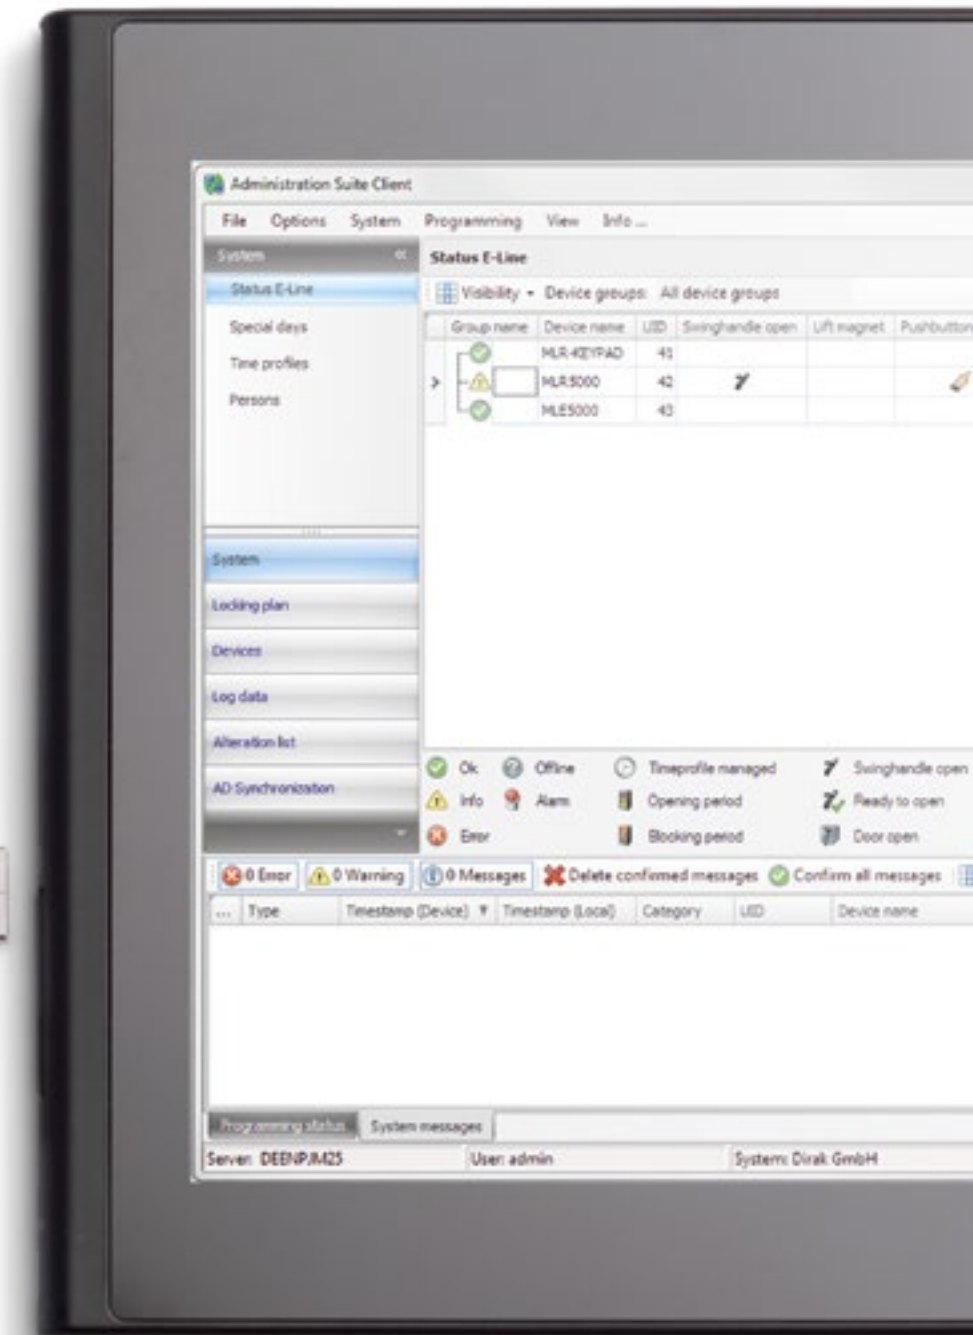 Administration Suite Client
File Options System Programming View Info ...
System
Status E-Line
Special days
Time profiles
Persons
System
Locking plan
Devices
Log data
Alteration list
AD Synchronization
Status E-Line
Visibility Device groups: All device groups
Group name Device name UID Swinghandle open Lift magnet Pushbutton
MLR-KEYPAD 41
MLR5000 42
MLE5000 43
Ok Offline Timeprofile managed Swinghandle open
Info Alarm Opening period Ready to open
Error Blocking period Door open
0 Error 0 Warning 0 Messages Delete confirmed messages Confirm all messages
... Type Timestamp (Device) Timestamp (Local) Category UID Device name
Programming status System messages
Server: DEENPJM25 User: admin System: Dirak GmbH